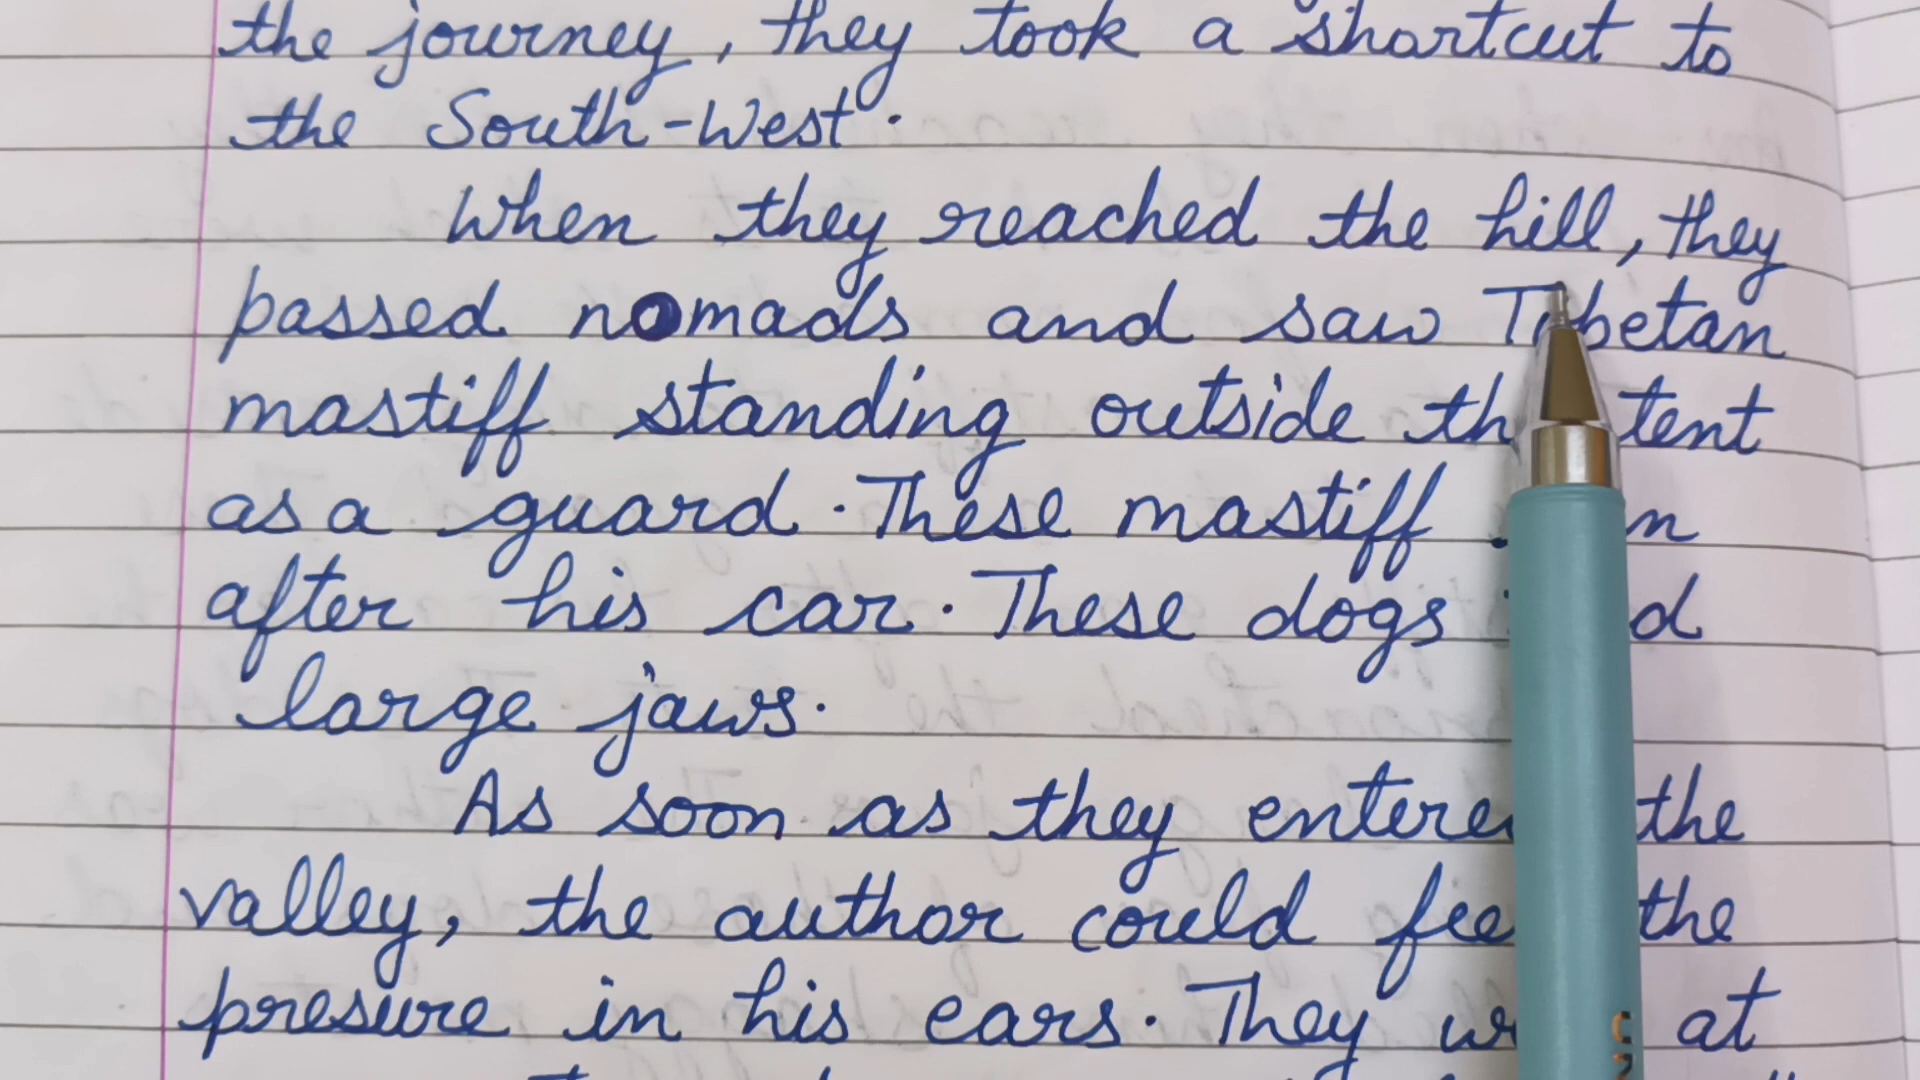 the journey, they took a shortcut to
the South-West.
When they reached the hill, they
passed nomads and saw Tibetan
mastiff standing outside the tent
as a guard. These mastiff
after his car. These dogs
large jaws.
As soon as they entered the
valley, the author could feel the
presure in his ears. They at